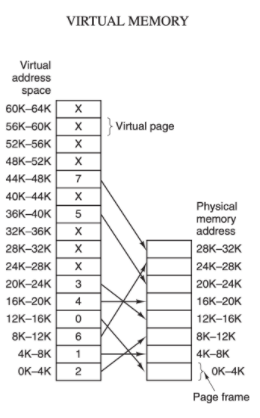 VIRTUAL MEMORY
Virtual
address
space
60K–64K X
56K–60K X Virtual page
52K–56K X
48K–52K X
44K–48K 7
40K–44K X
36K–40K 5
32K–36K X
28K–32K X
24K–28K X
20K–24K 3
16K–20K 4
12K–16K 0
8K–12K 6
4K–8K 1
0K–4K 2
Physical
memory
address
28K–32K
24K–28K
20K–24K
16K–20K
12K–16K
8K–12K
4K–8K
0K–4K
Page frame